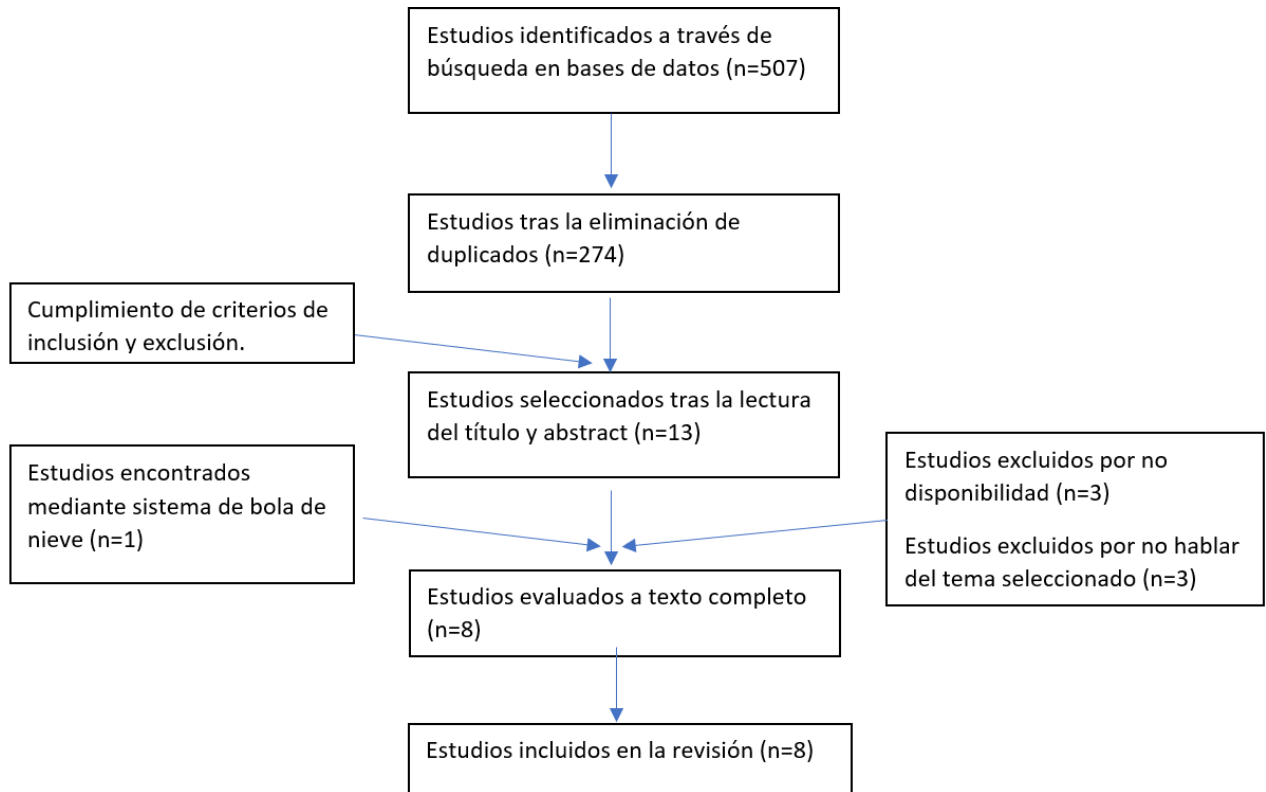 Estudios identificados a través de
búsqueda en bases de datos (n=507)
Estudios tras la eliminación de
duplicados (n=274)
Cumplimiento de criterios de
inclusión y exclusión.
Estudios seleccionados tras la lectura
del título y abstract (n=13)
Estudios encontrados
mediante sistema de bola de
nieve (n=1)
Estudios excluidos por no
disponibilidad (n=3)
Estudios excluidos por no hablar
del tema seleccionado (n=3)
Estudios evaluados a texto completo
(n=8)
Estudios incluidos en la revisión (n=8)